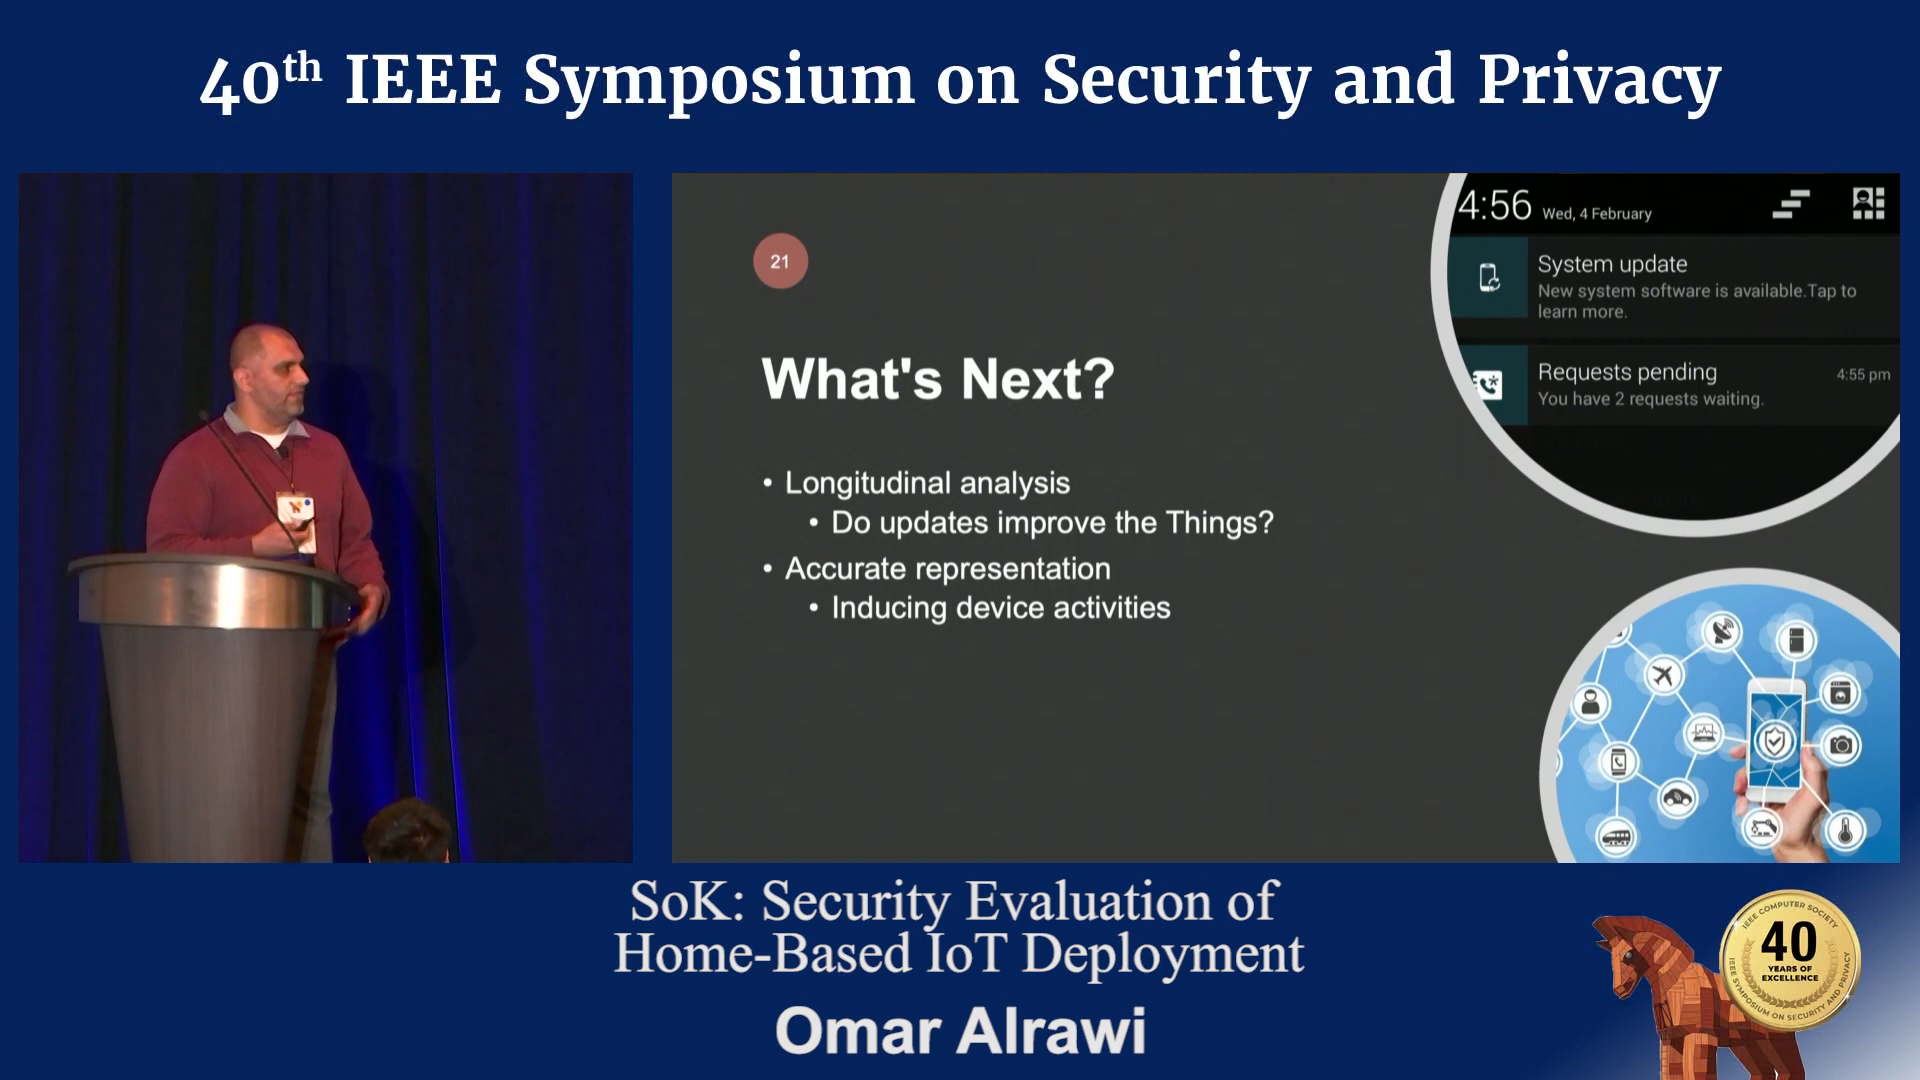 40th IEEE Symposium on Security and Privacy
21
What's Next?
• Longitudinal analysis
• Do updates improve the Things?
• Accurate representation
• Inducing device activities
4:56 Wed, 4 February
System update
New system software is available.Tap to
learn more.
Requests pending 4:55 pm
You have 2 requests waiting.
SoK: Security Evaluation of
Home-Based IoT Deployment
Omar Alrawi
IEEE COMPUTER SOCIETY
40
YEARS OF
EXCELLENCE
IEEE SYMPOSIUM ON SECURITY AND PRIVACY